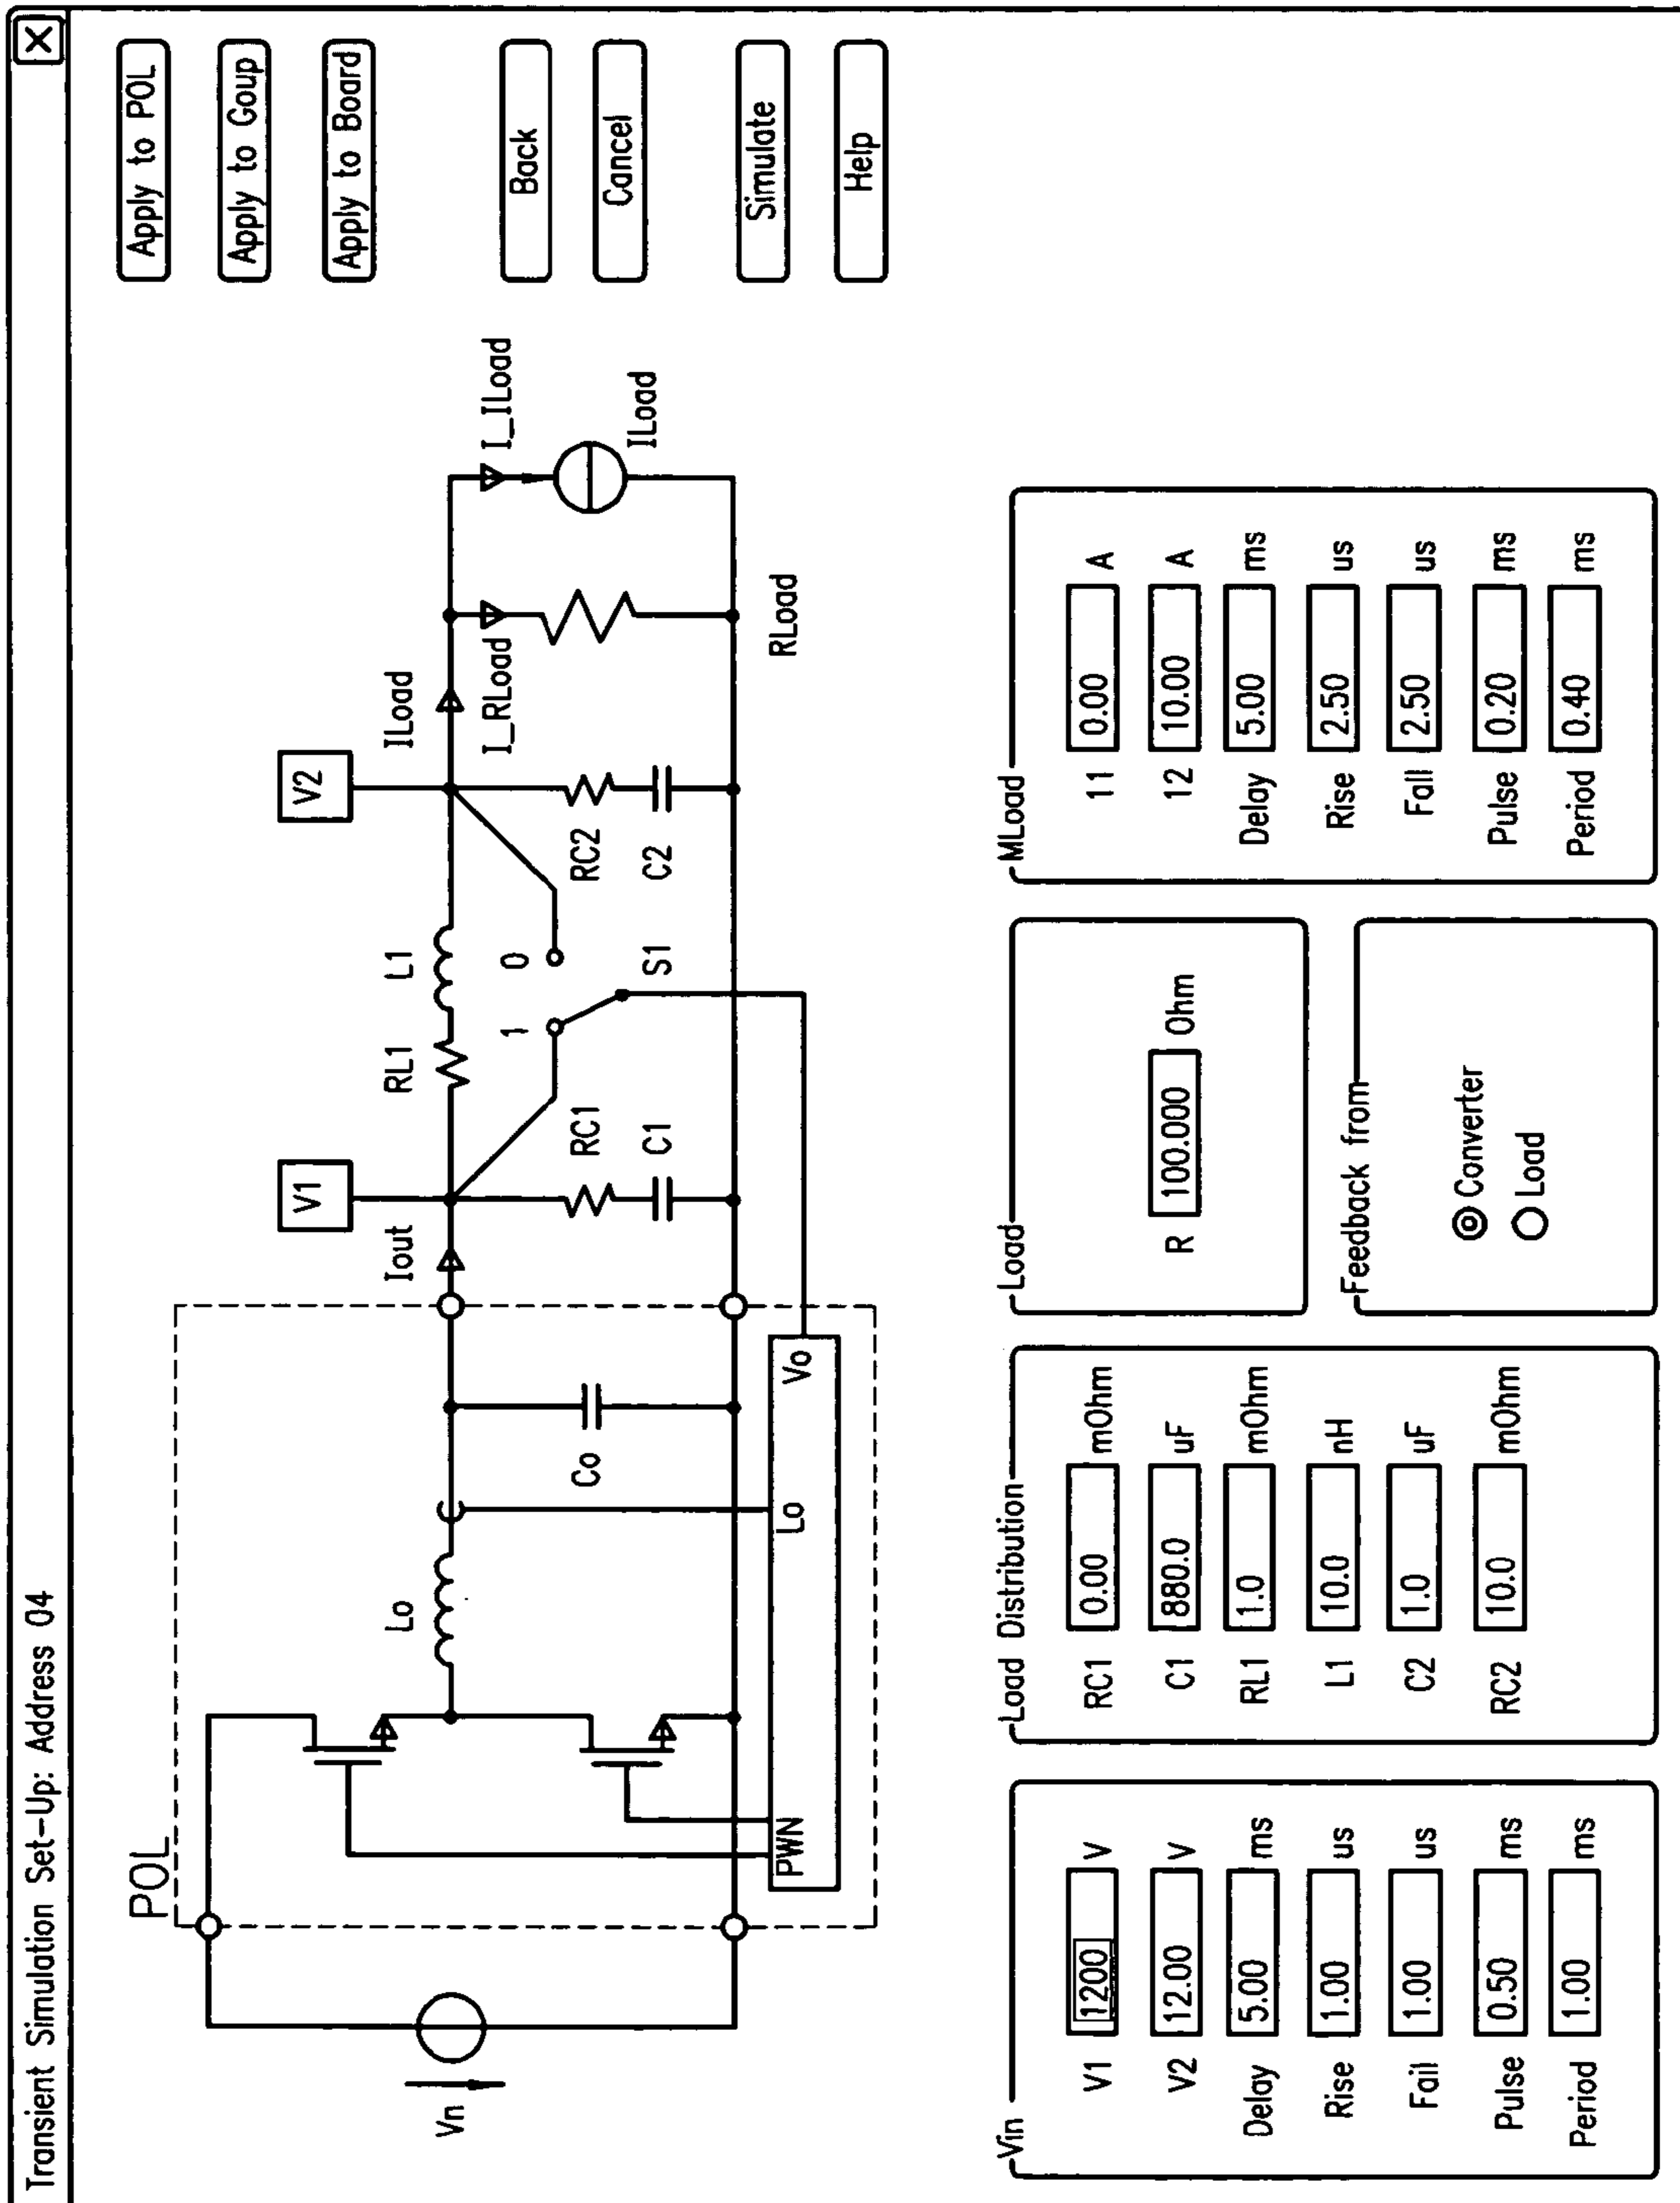 Transient Simulation Set-Up: Address 04
X
Apply to POL
Apply to Goup
Apply to Board
Back
Cancel
Simulate
Help
POL
Vn
Lo
Co
PWN
Lo
Vo
Iout
V1
RC1
C1
RL1
L1
1
0
S1
V2
RC2
C2
ILoad
I_RLoad
I_ILoad
ILoad
RLoad
Vin
V1 1200 V
V2 12.00 V
Delay 5.00 ms
Rise 1.00 us
Fail 1.00 us
Pulse 0.50 ms
Period 1.00 ms
Load Distribution
RC1 0.00 mOhm
C1 880.0 uF
RL1 1.0 mOhm
L1 10.0 nH
C2 1.0 uF
RC2 10.0 mOhm
Load
R 100.000 Ohm
Feedback from
Converter
Load
MLoad
11 0.00 A
12 10.00 A
Delay 5.00 ms
Rise 2.50 us
Fall 2.50 us
Pulse 0.20 ms
Period 0.40 ms